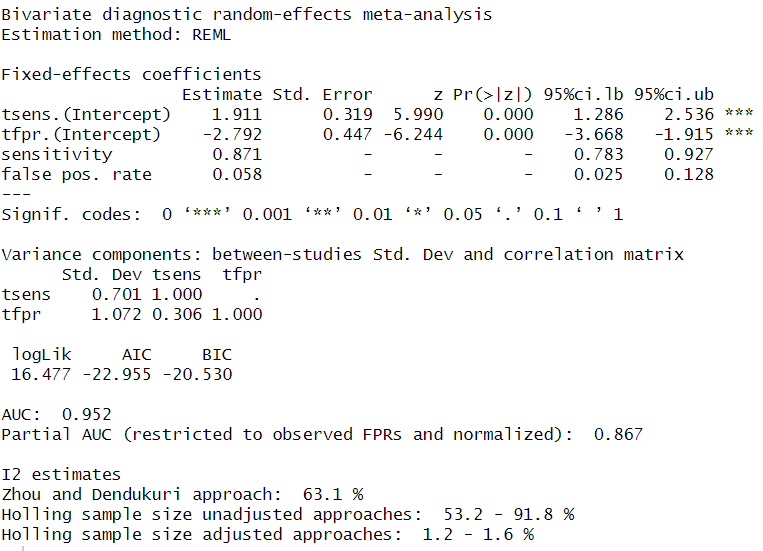 Bivariate diagnostic random-effects meta-analysis
Estimation method: REML

Fixed-effects coefficients
                  Estimate Std. Error      z Pr(>|z|) 95%ci.lb 95%ci.ub
tsens.(Intercept)    1.911      0.319  5.990    0.000    1.286    2.536 ***
tfpr.(Intercept)    -2.792      0.447 -6.244    0.000   -3.668   -1.915 ***
sensitivity          0.871          -      -        -    0.783    0.927
false pos. rate      0.058          -      -        -    0.025    0.128
---
Signif. codes:  0 ‘***’ 0.001 ‘**’ 0.01 ‘*’ 0.05 ‘.’ 0.1 ‘ ’ 1

Variance components: between-studies Std. Dev and correlation matrix
      Std. Dev tsens  tfpr
tsens    0.701 1.000     .
tfpr     1.072 0.306 1.000

 logLik     AIC     BIC
 16.477 -22.955 -20.530

AUC:  0.952
Partial AUC (restricted to observed FPRs and normalized):  0.867

I2 estimates
Zhou and Dendukuri approach:  63.1 %
Holling sample size unadjusted approaches:  53.2 - 91.8 %
Holling sample size adjusted approaches:  1.2 - 1.6 %